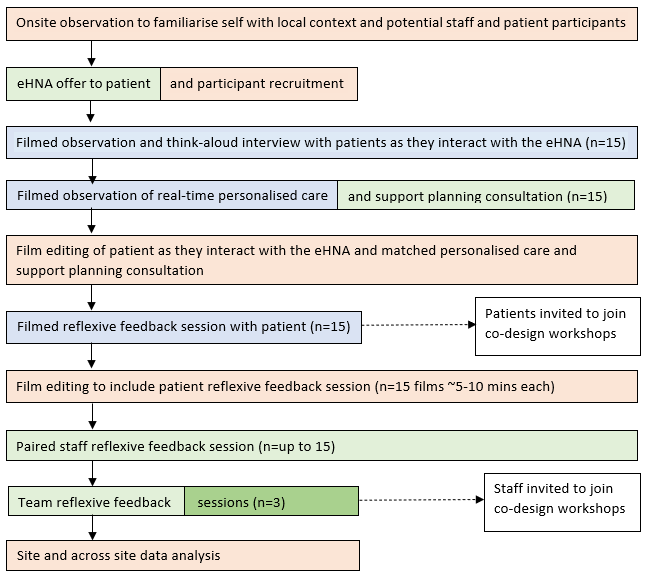 Onsite observation to familiarise self with local context and potential staff and patient participants
eHNA offer to patient and participant recruitment
Filmed observation and think-aloud interview with patients as they interact with the eHNA (n=15)
Filmed observation of real-time personalised care and support planning consultation (n=15)
Film editing of patient as they interact with the eHNA and matched personalised care and
support planning consultation
Filmed reflexive feedback session with patient (n=15)
Patients invited to join
co-design workshops
Film editing to include patient reflexive feedback session (n=15 films ~5-10 mins each)
Paired staff reflexive feedback session (n=up to 15)
Team reflexive feedback sessions (n=3)
Staff invited to join
co-design workshops
Site and across site data analysis